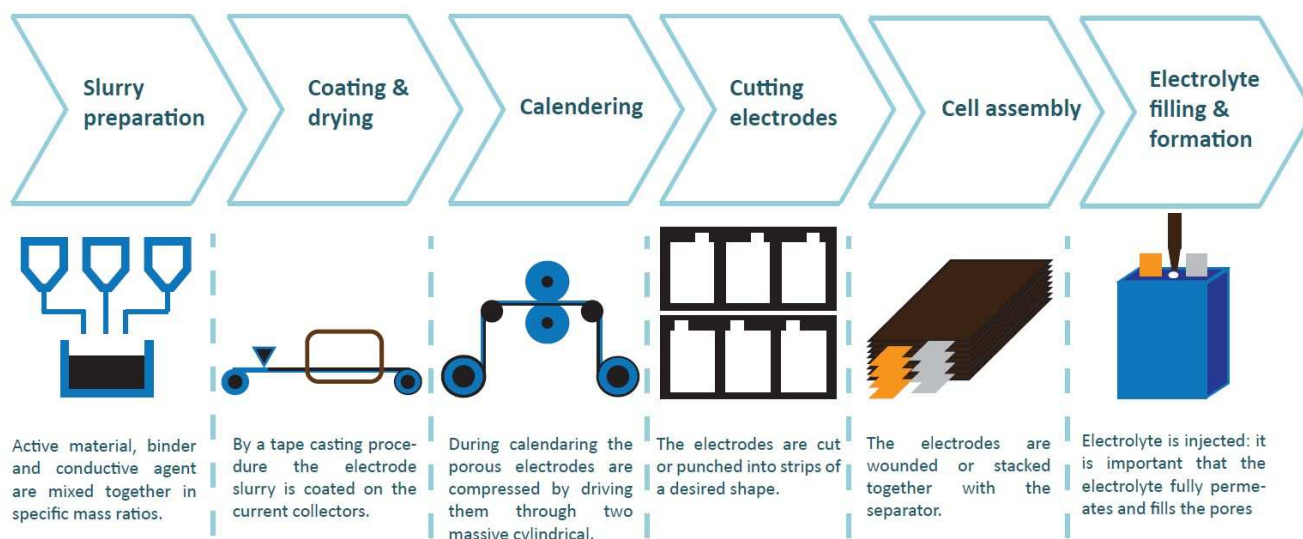 Slurry
preparation
Coating &
drying
Calendering
Cutting
electrodes
Cell assembly
Electrolyte
filling &
formation
Active material, binder
and conductive agent
are mixed together in
specific mass ratios.
By a tape casting proce-
dure the electrode
slurry is coated on the
current collectors.
During calendaring the
porous electrodes are
compressed by driving
them through two
massive cylindrical.
The electrodes are cut
or punched into strips of
a desired shape.
The electrodes are
wounded or stacked
together with the
separator.
Electrolyte is injected: it
is important that the
electrolyte fully perme-
ates and fills the pores